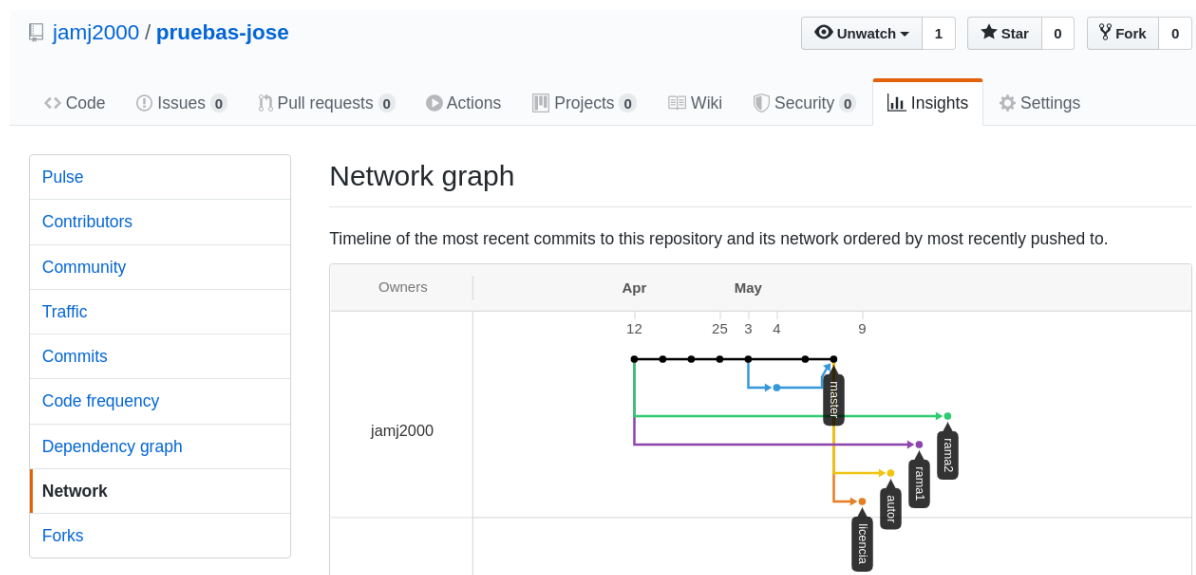 jamj2000 / pruebas-jose
Unwatch 1 Star 0 Fork 0
Code Issues 0 Pull requests 0 Actions Projects 0 Wiki Security 0 Insights Settings
Pulse
Contributors
Community
Traffic
Commits
Code frequency
Dependency graph
Network
Forks
Network graph
Timeline of the most recent commits to this repository and its network ordered by most recently pushed to.
Owners Apr May
12 25 3 4 9
jamj2000
master
rama2
rama1
autor
licencia